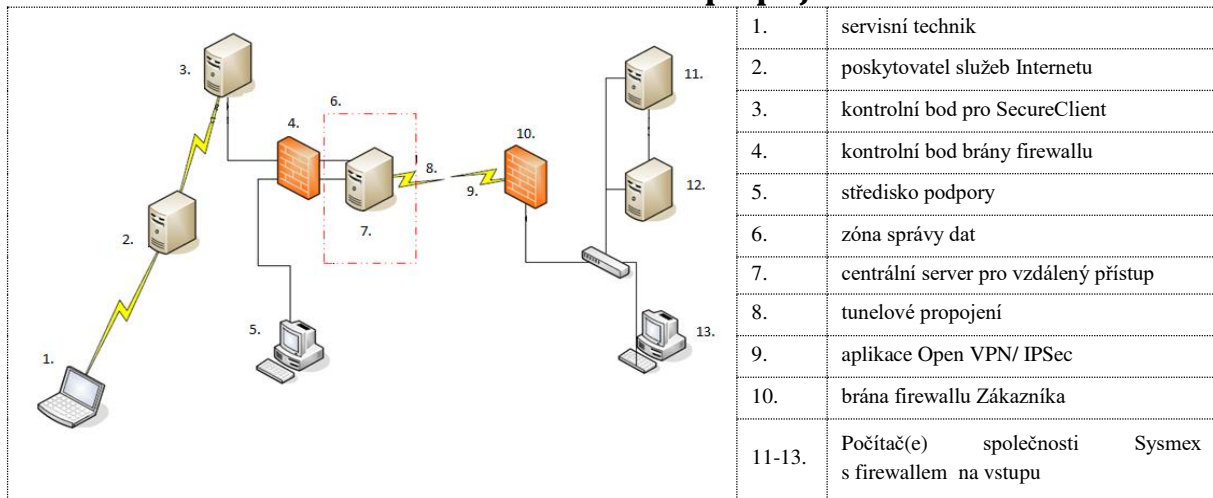 3.
11.
6.
4.
10.
8.
12.
9.
2.
7.
5.
13.
1.
1. servisní technik
2. poskytovatel služeb Internetu
3. kontrolní bod pro SecureClient
4. kontrolní bod brány firewallu
5. středisko podpory
6. zóna správy dat
7. centrální server pro vzdálený přístup
8. tunelové propojení
9. aplikace Open VPN/ IPSec
10. brána firewallu Zákazníka
11-13. Počítač(e) společnosti Sysmex
s firewallem na vstupu